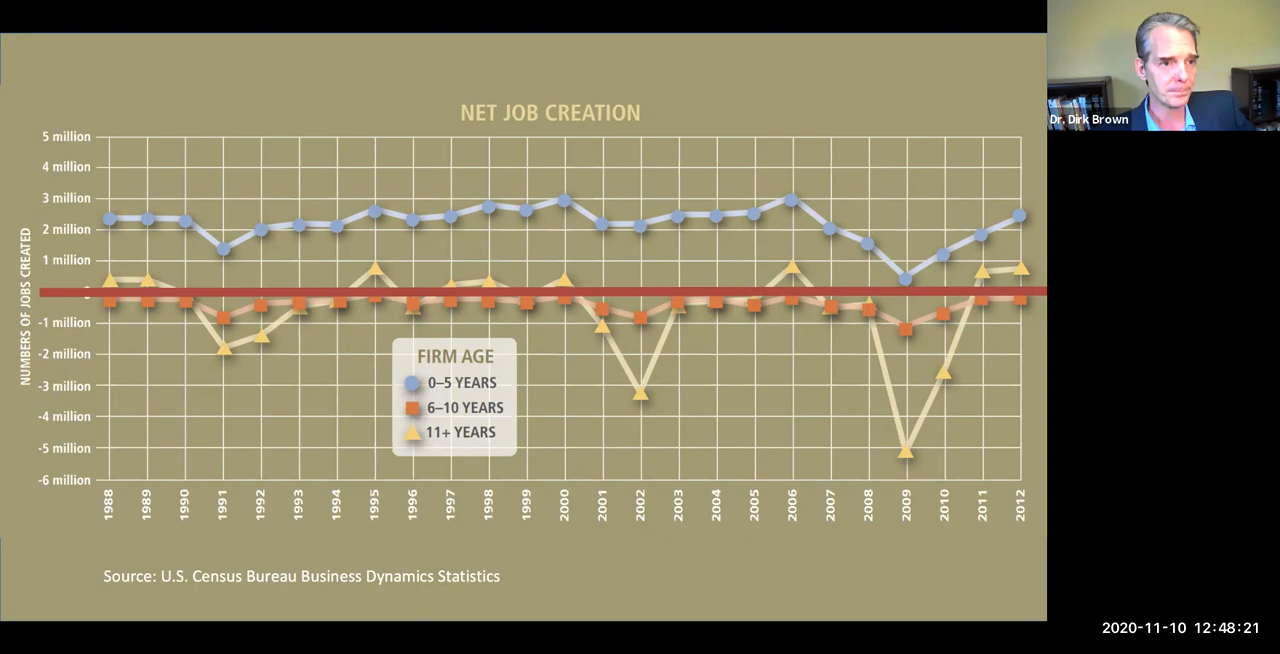 Dr. Dirk Brown
NET JOB CREATION
NUMBERS OF JOBS CREATED
5 million
4 million
3 million
2 million
1 million
-1 million
-2 million
-3 million
-4 million
-5 million
-6 million
FIRM AGE
0–5 YEARS
6–10 YEARS
11+ YEARS
1988
1989
1990
1991
1992
1993
1994
1995
1996
1997
1998
1999
2000
2001
2002
2003
2004
2005
2006
2007
2008
2009
2010
2011
2012
Source: U.S. Census Bureau Business Dynamics Statistics
2020-11-10 12:48:21